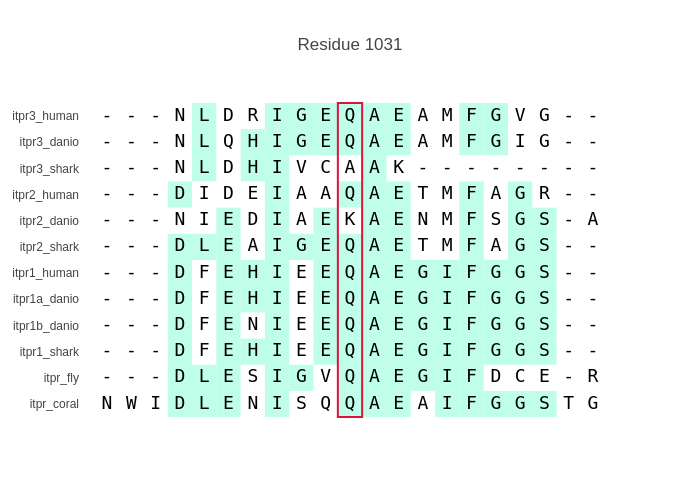 Residue 1031
itpr3_human - - - N L D R I G E Q A E A M F G V G - -
itpr3_danio - - - N L Q H I G E Q A E A M F G I G - -
itpr3_shark - - - N L D H I V C A A K - - - - - - - -
itpr2_human - - - D I D E I A A Q A E T M F A G R - -
itpr2_danio - - - N I E D I A E K A E N M F S G S - A
itpr2_shark - - - D L E A I G E Q A E T M F A G S - -
itpr1_human - - - D F E H I E E Q A E G I F G G S - -
itpr1a_danio - - - D F E H I E E Q A E G I F G G S - -
itpr1b_danio - - - D F E N I E E Q A E G I F G G S - -
itpr1_shark - - - D F E H I E E Q A E G I F G G S - -
itpr_fly - - - D L E S I G V Q A E G I F D C E - R
itpr_coral N W I D L E N I S Q Q A E A I F G G S T G